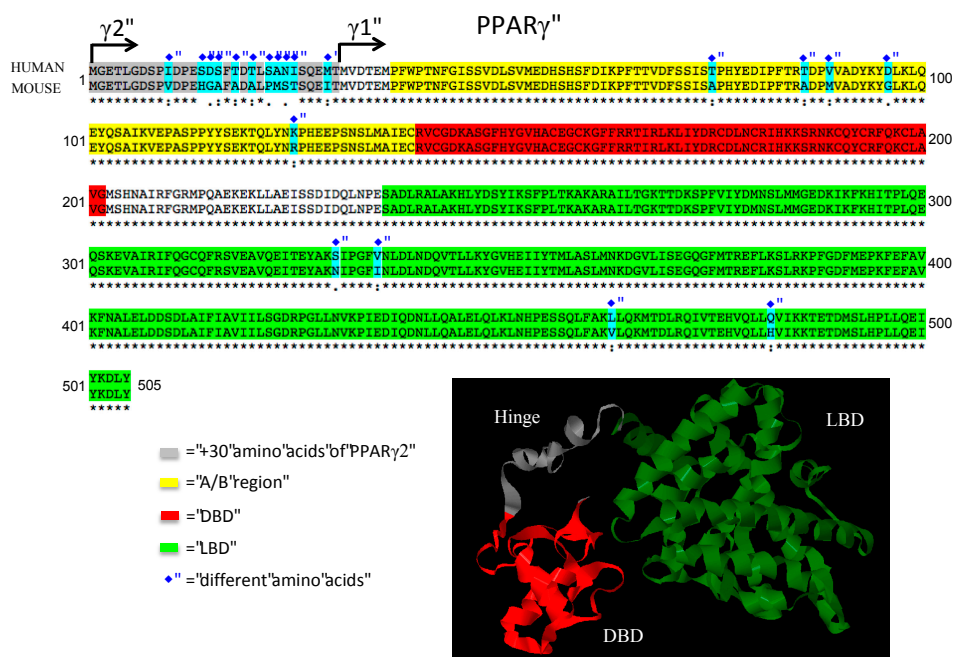 γ2"
γ1"
PPARγ"
HUMAN
MOUSE
1
MGETLGDSPIDPESDSFTDTLSANISQEMTMVDTEMPFWPTNFGISSVDLSVMEDHSHSFDIKPFTTVDFSSISTPHYEDIPFTRTDPVVADYKYDLKLQ
MGETLGDSPVDPEHGAFADALPMSTSQEITMVDTEMPFWPTNFGISSVDLSVMEDHSHSFDIKPFTTVDFSSISAPHYEDIPFTRADPMVADYKYGLKLQ
100
*********:*** .:*:*:*. . ***:*********************************************:**********:**:******.****
101
EYQSAIKVEPASPPYYSEKTQLYNKPHEEPSNSLMAIECRVCGDKASGFHYGVHACEGCKGFFRRTIRLKLIYDRCDLNCRIHKKSRNKCQYCRFQKCLA
EYQSAIKVEPASPPYYSEKTQLYNRPHEEPSNSLMAIECRVCGDKASGFHYGVHACEGCKGFFRRTIRLKLIYDRCDLNCRIHKKSRNKCQYCRFQKCLA
200
************************:***************************************************************************
201
VGMSHNAIRFGRMPQAEKEKLLAEISSDIDQLNPESADLRALAKHLYDSYIKSFPLTKAKARAILTGKTTDKSPFVIYDMNSLMMGEDKIKFKHITPLQE
VGMSHNAIRFGRMPQAEKEKLLAEISSDIDQLNPESADLRALAKHLYDSYIKSFPLTKAKARAILTGKTTDKSPFVIYDMNSLMMGEDKIKFKHITPLQE
300
****************************************************************************************************
301
QSKEVAIRIFQGCQFRSVEAVQEITEYAKSIPGFVNLDLNDQVTLLKYGVHEIIYTMLASLMNKDGVLISEGQGFMTREFLKSLRKPFGDFMEPKFEFAV
QSKEVAIRIFQGCQFRSVEAVQEITEYAKNIPGFINLDLNDQVTLLKYGVHEIIYTMLASLMNKDGVLISEGQGFMTREFLKSLRKPFGDFMEPKFEFAV
400
*****************************.****:*****************************************************************
401
KFNALELDDSDLAIFIAVIILSGDRPGLLNVKPIEDIQDNLLQALELQLKLNHPESSQLFAKLLQKMTDLRQIVTEHVQLLQVIKKTETDMSLHPLLQEI
KFNALELDDSDLAIFIAVIILSGDRPGLLNVKPIEDIQDNLLQALELQLKLNHPESSQLFAKVLQKMTDLRQIVTEHVQLLHVIKKTETDMSLHPLLQEI
500
**************************************************************:******************:******************
501
YKDLY
YKDLY
505
*****
="+30"amino"acids"of"PPARγ2"
="A/B"region"
="DBD"
="LBD"
◆" ="different"amino"acids"
Hinge
LBD
DBD